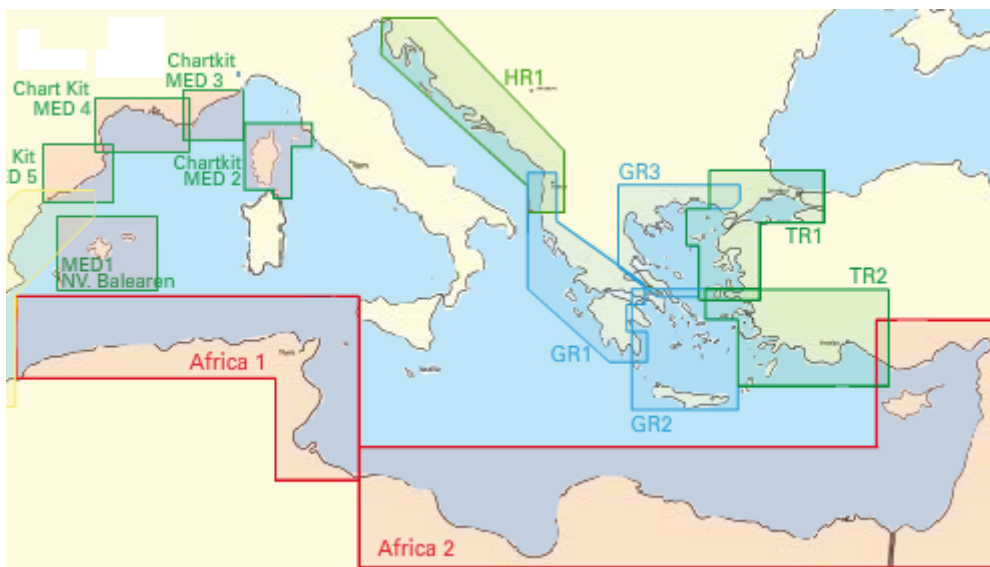 Chartkit
MED 3
Chart Kit
MED 4
HR1
Kit
ED 5
Chartkit
MED 2
GR3
TR1
MED1
NV. Balearen
TR2
Africa 1
GR1
GR2
Africa 2